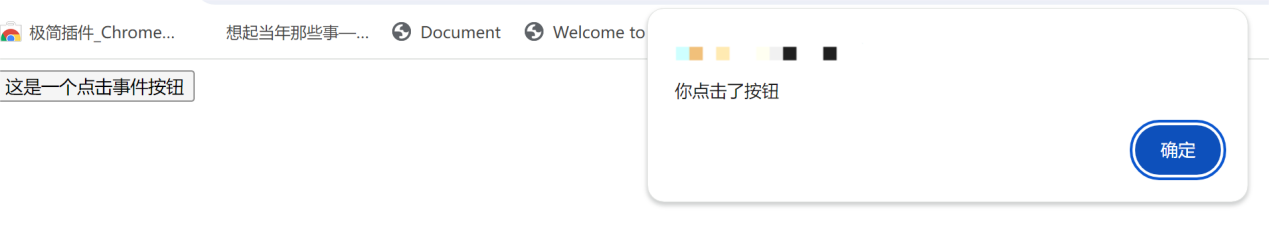 极简插件_Chrome...
想起当年那些事—...
Document
Welcome to
这是一个点击事件按钮
你点击了按钮
确定